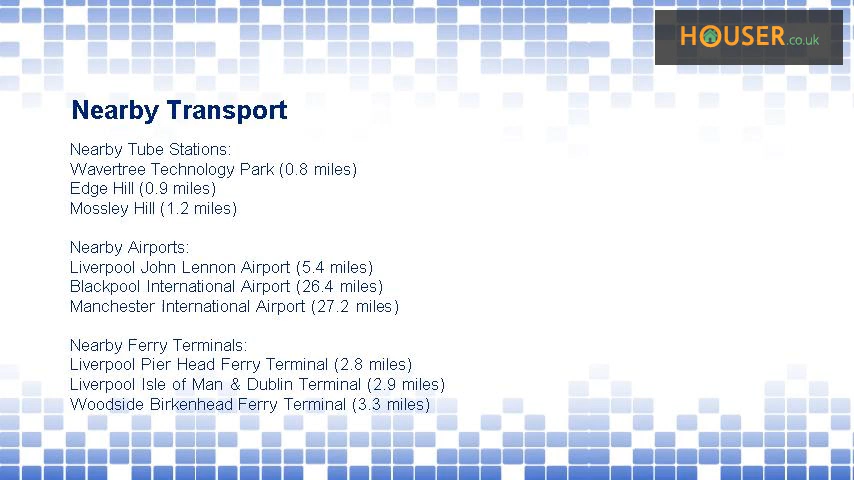 HOUSER.co.uk
Nearby Transport
Nearby Tube Stations:
Wavertree Technology Park (0.8 miles)
Edge Hill (0.9 miles)
Mossley Hill (1.2 miles)
Nearby Airports:
Liverpool John Lennon Airport (5.4 miles)
Blackpool International Airport (26.4 miles)
Manchester International Airport (27.2 miles)
Nearby Ferry Terminals:
Liverpool Pier Head Ferry Terminal (2.8 miles)
Liverpool Isle of Man & Dublin Terminal (2.9 miles)
Woodside Birkenhead Ferry Terminal (3.3 miles)